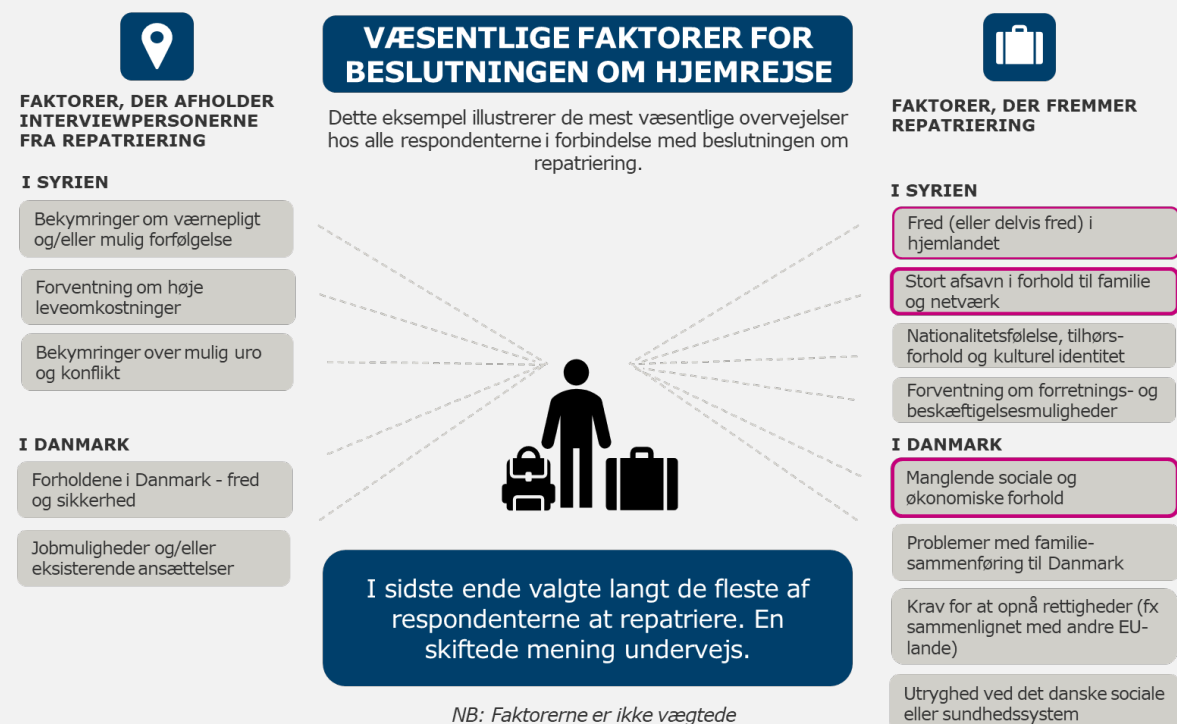 FAKTORER, DER AFHOLDER
INTERVIEWPERSONERNE
FRA REPATRIERING
I SYRIEN
Bekymringer om værnepligt
og/eller mulig forfølgelse
Forventning om høje
leveomkostninger
Bekymringer over mulig uro
og konflikt
I DANMARK
Forholdene i Danmark - fred
og sikkerhed
Jobmuligheder og/eller
eksisterende ansættelser
VÆSENTLIGE FAKTORER FOR
BESLUTNINGEN OM HJEMREJSE
Dette eksempel illustrerer de mest væsentlige overvejelser
hos alle respondenterne i forbindelse med beslutningen om
repatriering.
I sidste ende valgte langt de fleste af
respondenterne at repatriere. En
skiftede mening undervejs.
NB: Faktorerne er ikke vægtede
FAKTORER, DER FREMMER
REPATRIERING
I SYRIEN
Fred (eller delvis fred) i
hjemlandet
Stort afsavn i forhold til familie
og netværk
Nationalitetsfølelse, tilhørs-
forhold og kulturel identitet
Forventning om forretnings- og
beskæftigelsesmuligheder
I DANMARK
Manglende sociale og
økonomiske forhold
Problemer med familie-
sammenføring til Danmark
Krav for at opnå rettigheder (fx
sammenlignet med andre EU-
lande)
Utryghed ved det danske sociale
eller sundhedssystem